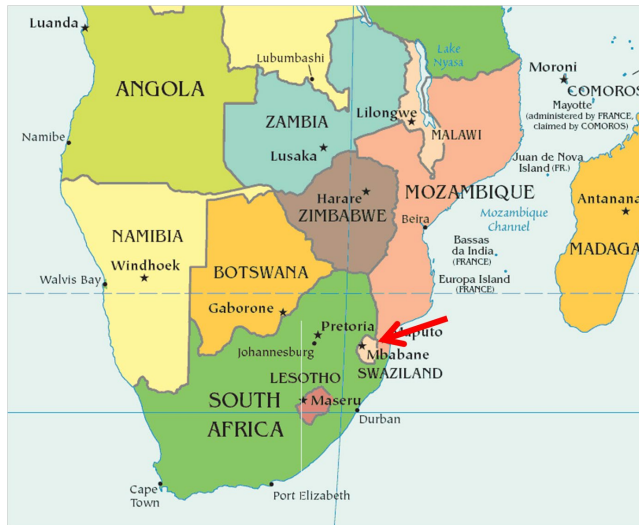 Luanda
Lubumbashi
ANGOLA
Lake
Nyasa
Moroni
COMOROS
Mayotte
(administered by FRANCE,
claimed by COMOROS)
Lilongwe
ZAMBIA
MALAWI
Namibe
Lusaka
Juan de Nova
Island (FR.)
MOZAMBIQUE
Harare
ZIMBABWE
Antanana
Mozambique
Channel
Beira
NAMIBIA
Bassas
da India
(FRANCE)
MADAGA
Windhoek
BOTSWANA
Walvis Bay
Europa Island
(FRANCE)
Gaborone
Pretoria
aputo
Johannesburg
Mbabane
SWAZILAND
LESOTHO
Maseru
SOUTH
AFRICA
Durban
Cape
Town
Port Elizabeth